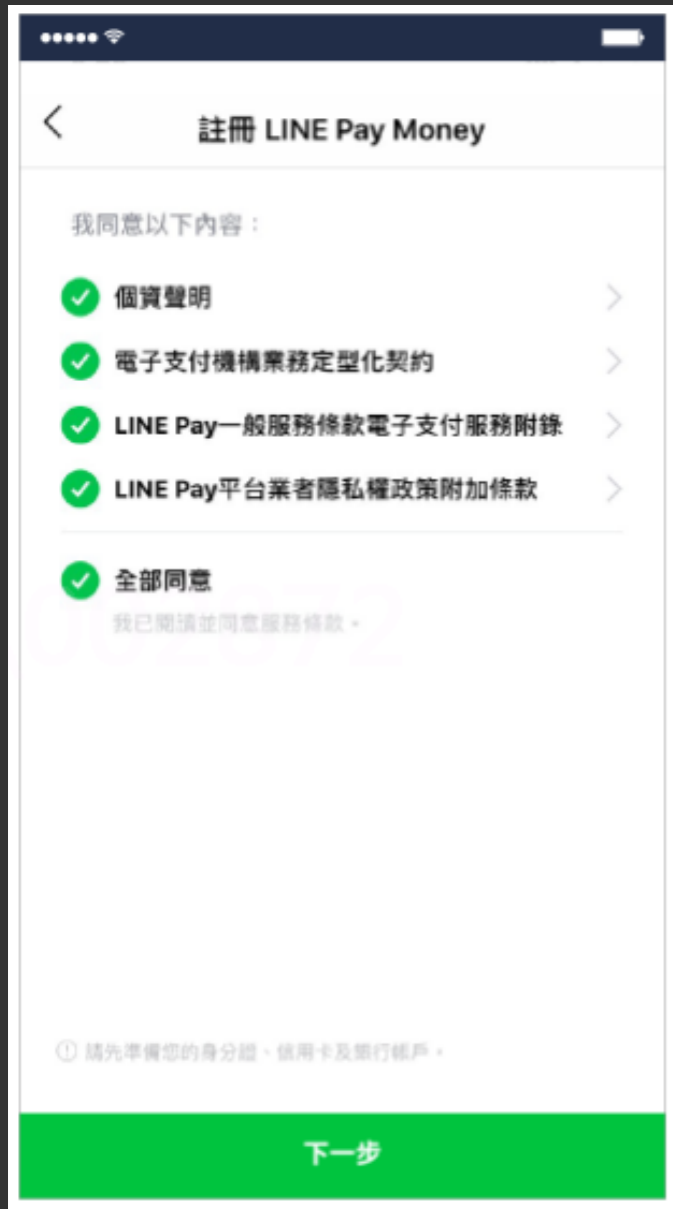 註冊 LINE Pay Money
我同意以下內容：
個資聲明
電子支付機構業務定型化契約
LINE Pay一般服務條款電子支付服務附錄
LINE Pay平台業者隱私權政策附加條款
全部同意
我已閱讀並同意服務條款。
請先準備您的身分證、信用卡及銀行帳戶。
下一步